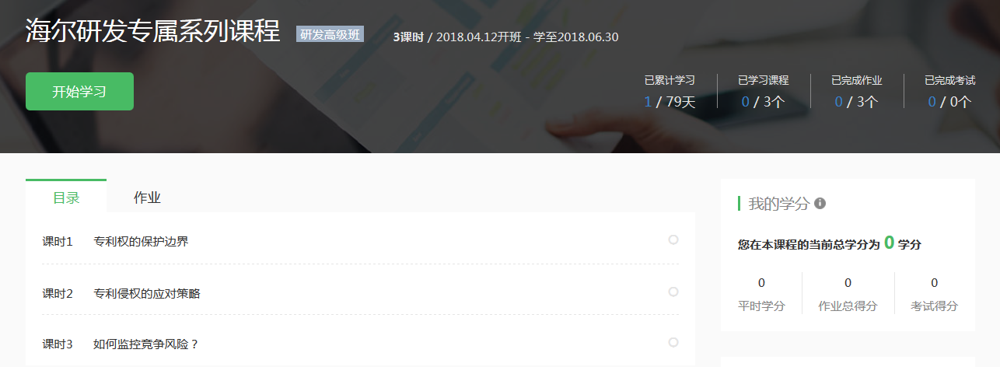 海尔研发专属系列课程 研发高级班 3课时 / 2018.04.12开班 - 学至2018.06.30
开始学习
已累计学习 已学习课程 已完成作业 已完成考试
1 / 79天 0 / 3个 0 / 3个 0 / 0个
目录 作业
课时1 专利权的保护边界
课时2 专利侵权的应对策略
课时3 如何监控竞争风险？
我的学分
您在本课程的当前总学分为 0 学分
0 0 0
平时学分 作业总得分 考试得分